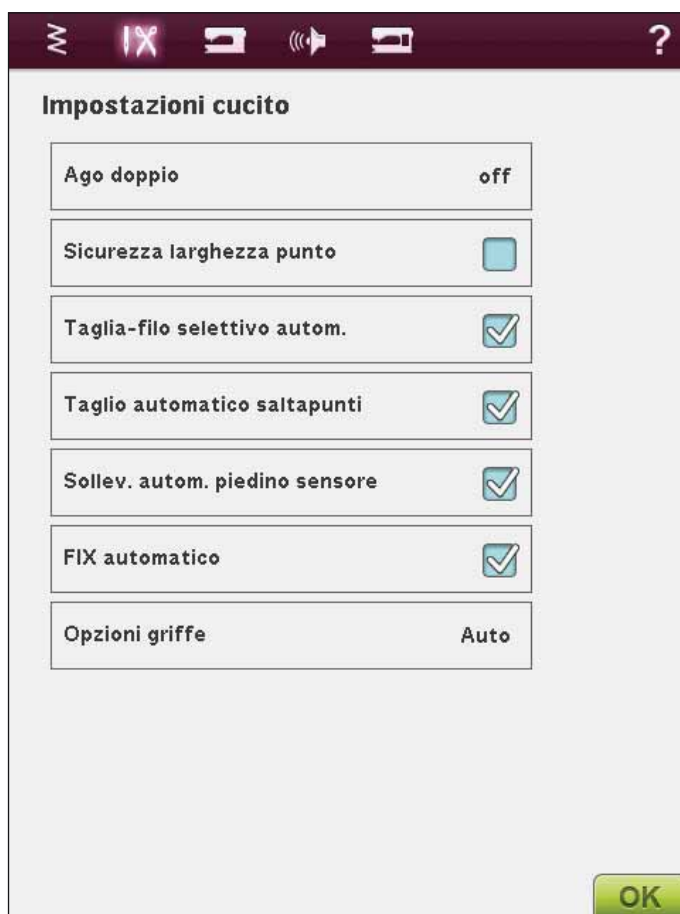 ?
Impostazioni cucito
Ago doppio off
Sicurezza larghezza punto
Taglia-filo selettivo autom.
Taglio automatico saltapunti
Sollev. autom. piedino sensore
FIX automatico
Opzioni griffe Auto
OK